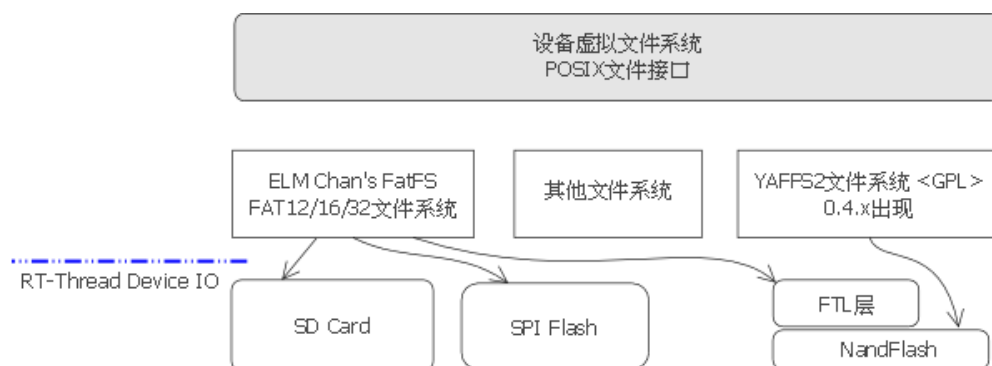 设备虚拟文件系统
POSIX文件接口
ELM Chan's FatFS
FAT12/16/32文件系统
其他文件系统
YAFFS2文件系统 <GPL>
0.4.x出现
RT-Thread Device IO
SD Card
SPI Flash
FTL层
NandFlash